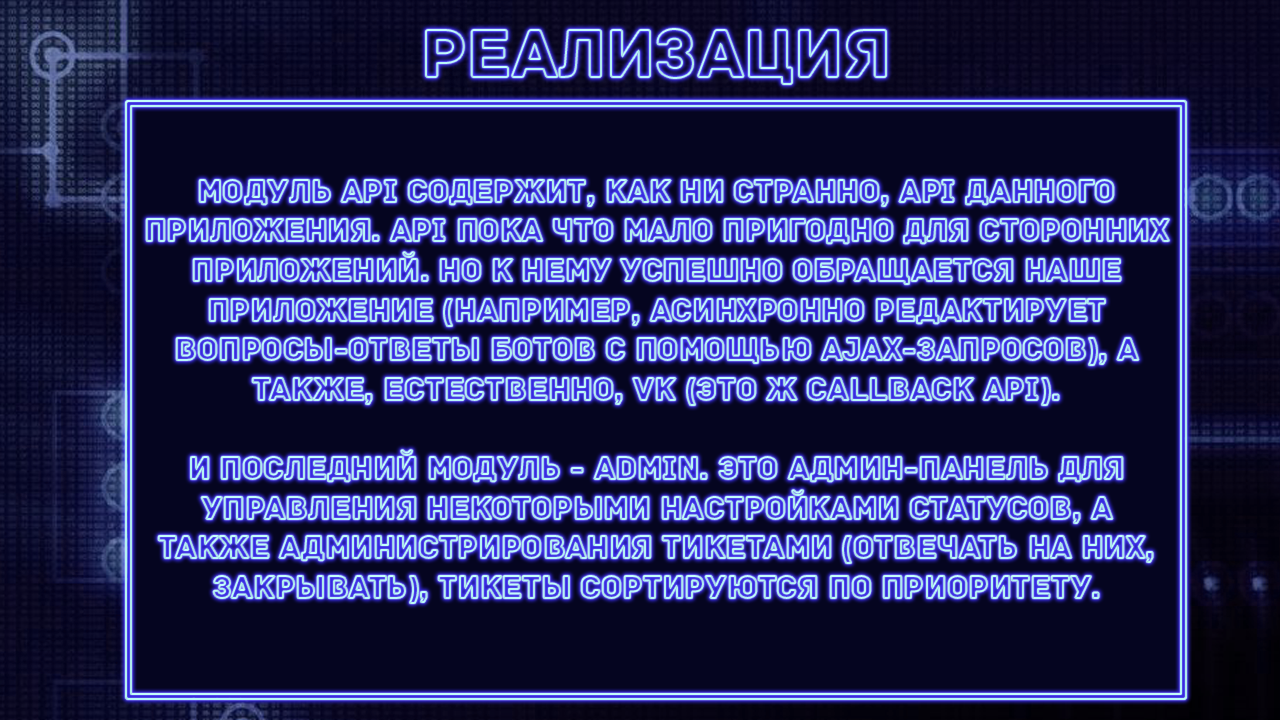 РЕАЛИЗАЦИЯ
МОДУЛЬ API СОДЕРЖИТ, КАК НИ СТРАННО, API ДАННОГО
ПРИЛОЖЕНИЯ. API ПОКА ЧТО МАЛО ПРИГОДНО ДЛЯ СТОРОННИХ
ПРИЛОЖЕНИЙ. НО К НЕМУ УСПЕШНО ОБРАЩАЕТСЯ НАШЕ
ПРИЛОЖЕНИЕ (НАПРИМЕР, АСИНХРОННО РЕДАКТИРУЕТ
ВОПРОСЫ-ОТВЕТЫ БОТОВ С ПОМОЩЬЮ AJAX-ЗАПРОСОВ), А
ТАКЖЕ, ЕСТЕСТВЕННО, VK (ЭТО Ж CALLBACK API).
И ПОСЛЕДНИЙ МОДУЛЬ - ADMIN. ЭТО АДМИН-ПАНЕЛЬ ДЛЯ
УПРАВЛЕНИЯ НЕКОТОРЫМИ НАСТРОЙКАМИ СТАТУСОВ, А
ТАКЖЕ АДМИНИСТРИРОВАНИЯ ТИКЕТАМИ (ОТВЕЧАТЬ НА НИХ,
ЗАКРЫВАТЬ), ТИКЕТЫ СОРТИРУЮТСЯ ПО ПРИОРИТЕТУ.